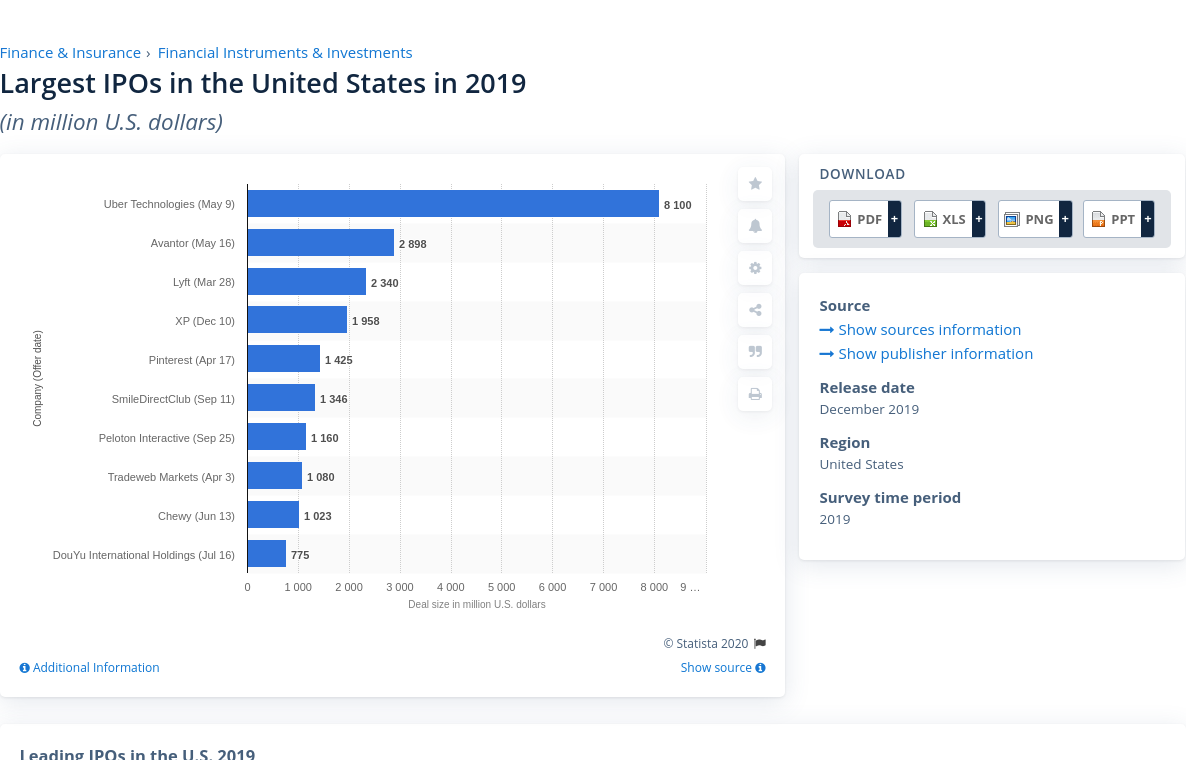 Finance & Insurance › Financial Instruments & Investments
Largest IPOs in the United States in 2019
(in million U.S. dollars)
Company (Offer date)
Uber Technologies (May 9) 8 100
Avantor (May 16) 2 898
Lyft (Mar 28) 2 340
XP (Dec 10) 1 958
Pinterest (Apr 17) 1 425
SmileDirectClub (Sep 11) 1 346
Peloton Interactive (Sep 25) 1 160
Tradeweb Markets (Apr 3) 1 080
Chewy (Jun 13) 1 023
DouYu International Holdings (Jul 16) 775
0 1 000 2 000 3 000 4 000 5 000 6 000 7 000 8 000 9 …
Deal size in million U.S. dollars
© Statista 2020
Additional Information Show source
DOWNLOAD
PDF + XLS + PNG + PPT +
Source
Show sources information
Show publisher information
Release date
December 2019
Region
United States
Survey time period
2019
Leading IPOs in the U.S. 2019